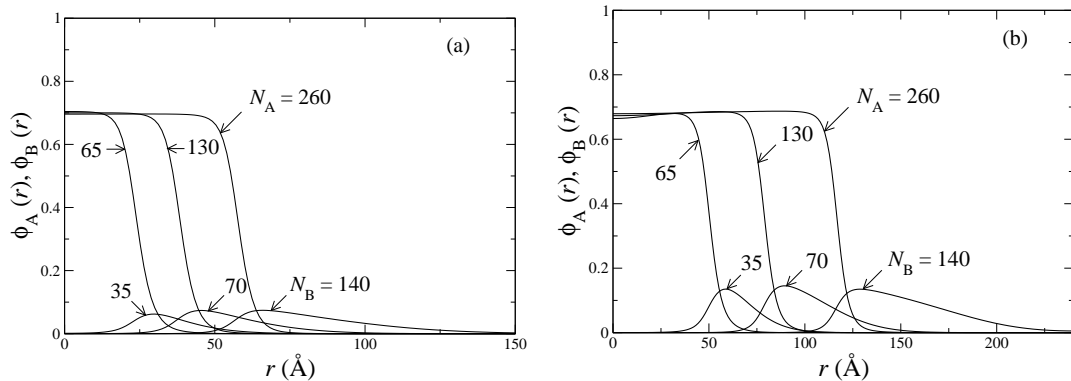 (a)
1
0.8
0.6
0.4
0.2
0
ϕ_A (r), ϕ_B (r)
N_A = 260
65
130
35
70
N_B = 140
0 50 100 150
r (Å)
(b)
1
0.8
0.6
0.4
0.2
0
ϕ_A (r), ϕ_B (r)
N_A = 260
130
65
35
70
N_B = 140
0 50 100 150 200
r (Å)